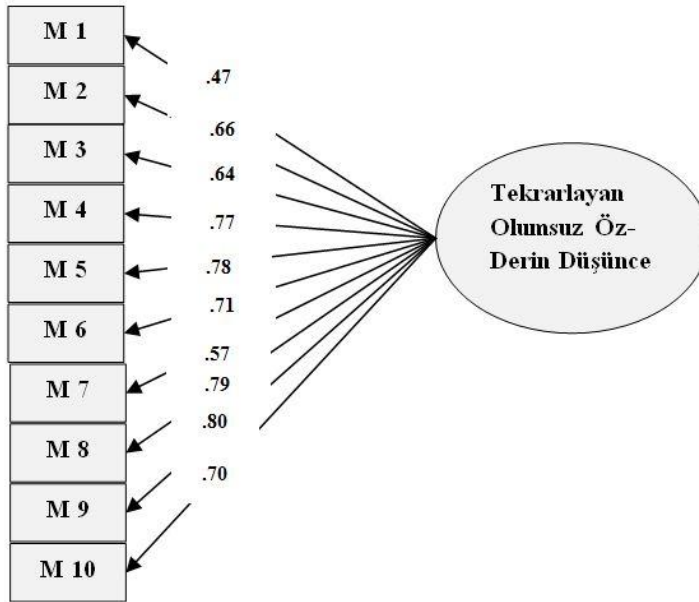 M 1
M 2
M 3
M 4
M 5
M 6
M 7
M 8
M 9
M 10
.47
.66
.64
.77
.78
.71
.57
.79
.80
.70
Tekrarlayan
Olumsuz Öz-
Derin Düşünce